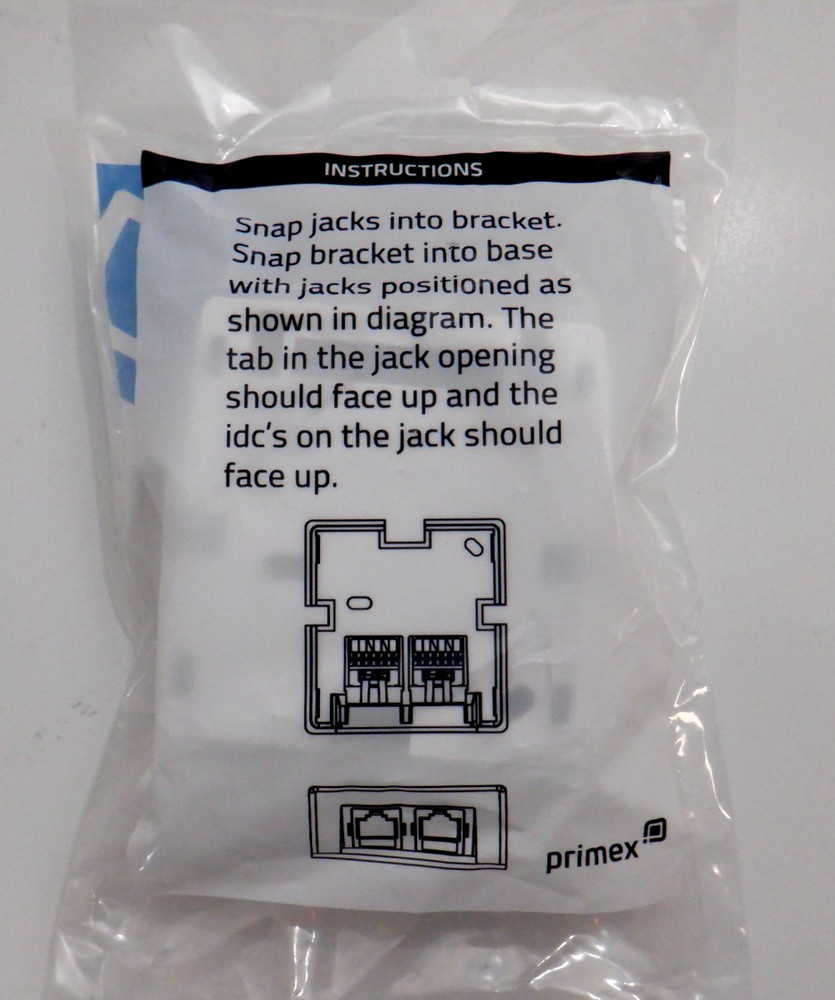 INSTRUCTIONS
Snap jacks into bracket.
Snap bracket into base
with jacks positioned as
shown in diagram. The
tab in the jack opening
should face up and the
idc's on the jack should
face up.
primex